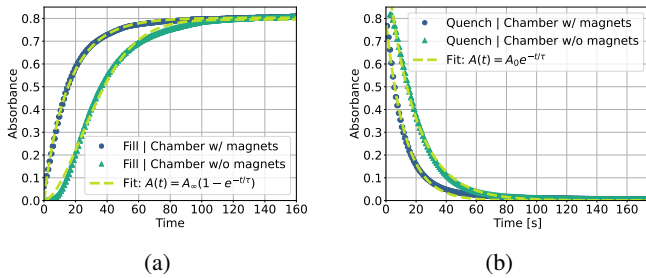 0.8
0.7
0.6
0.5
0.4
0.3
0.2
0.1
0.0
Absorbance
Fill | Chamber w/ magnets
Fill | Chamber w/o magnets
Fit: A(t) = A∞(1 − e^{−t/τ})
0 20 40 60 80 100 120 140 160
Time
(a)
0.8
0.7
0.6
0.5
0.4
0.3
0.2
0.1
0.0
Absorbance
Quench | Chamber w/ magnets
Quench | Chamber w/o magnets
Fit: A(t) = A₀e^{−t/τ}
0 20 40 60 80 100 120 140 160
Time [s]
(b)